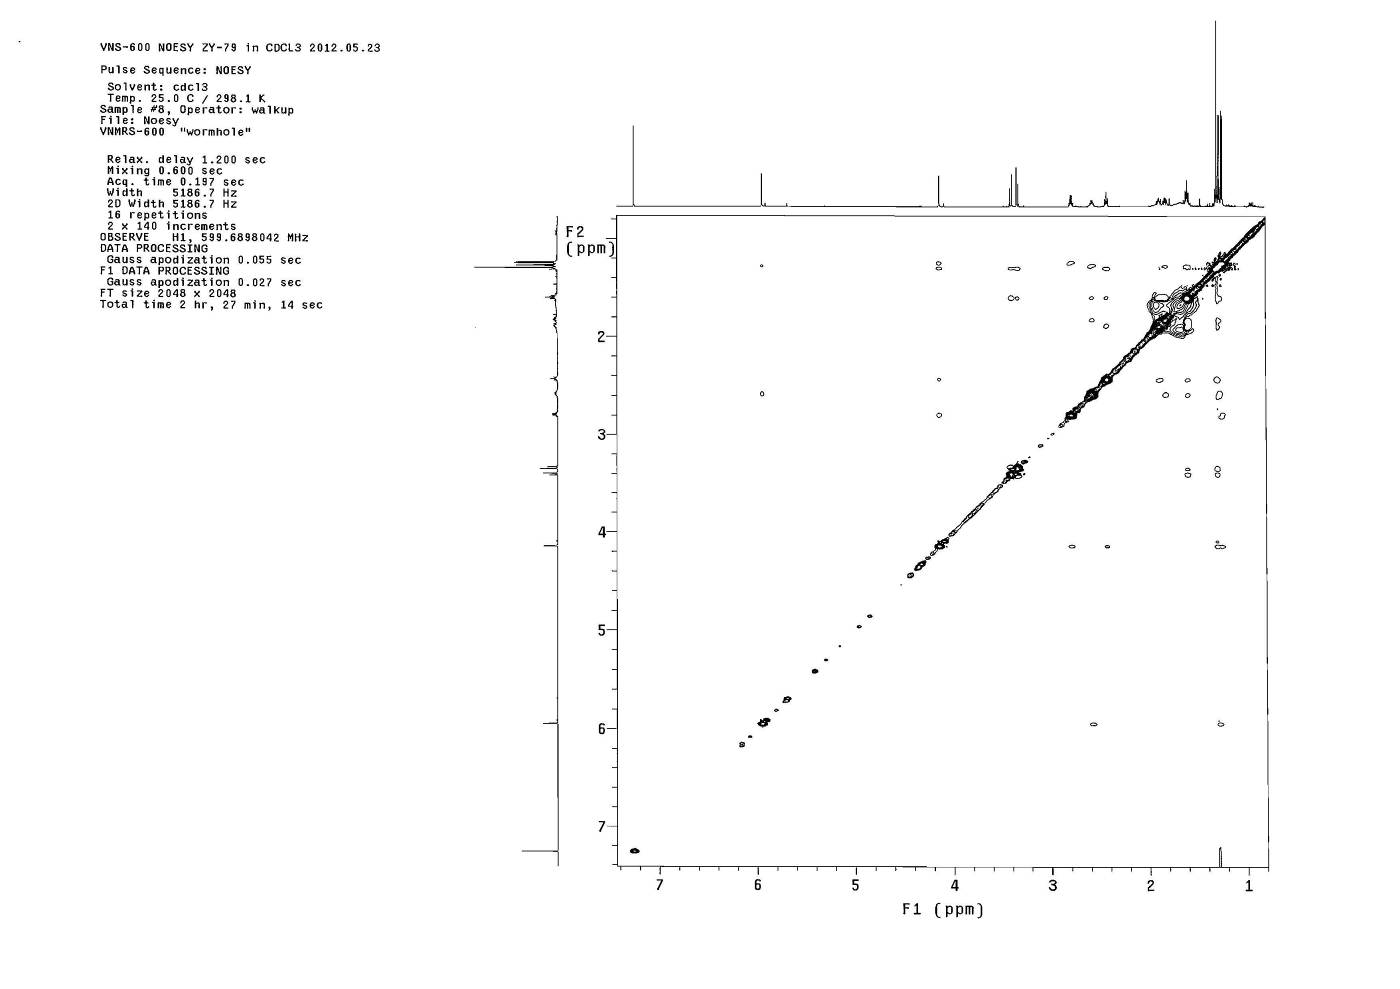 VNS-600 NOESY ZY-79 in CDCL3 2012.05.23
Pulse Sequence: NOESY
Solvent: cdcl3
Temp. 25.0 C / 298.1 K
Sample #8, Operator: walkup
File: Noesy
VNMRS-600 "wormhole"
Relax. delay 1.200 sec
Mixing 0.600 sec
Acq. time 0.197 sec
Width 5186.7 Hz
2D Width 5186.7 Hz
16 repetitions
2 x 140 increments
OBSERVE H1, 599.6898042 MHz
DATA PROCESSING
Gauss apodization 0.055 sec
F1 DATA PROCESSING
Gauss apodization 0.027 sec
FT size 2048 x 2048
Total time 2 hr, 27 min, 14 sec
F2
(ppm)
2
3
4
5
6
7
7 6 5 4 3 2 1
F1 (ppm)